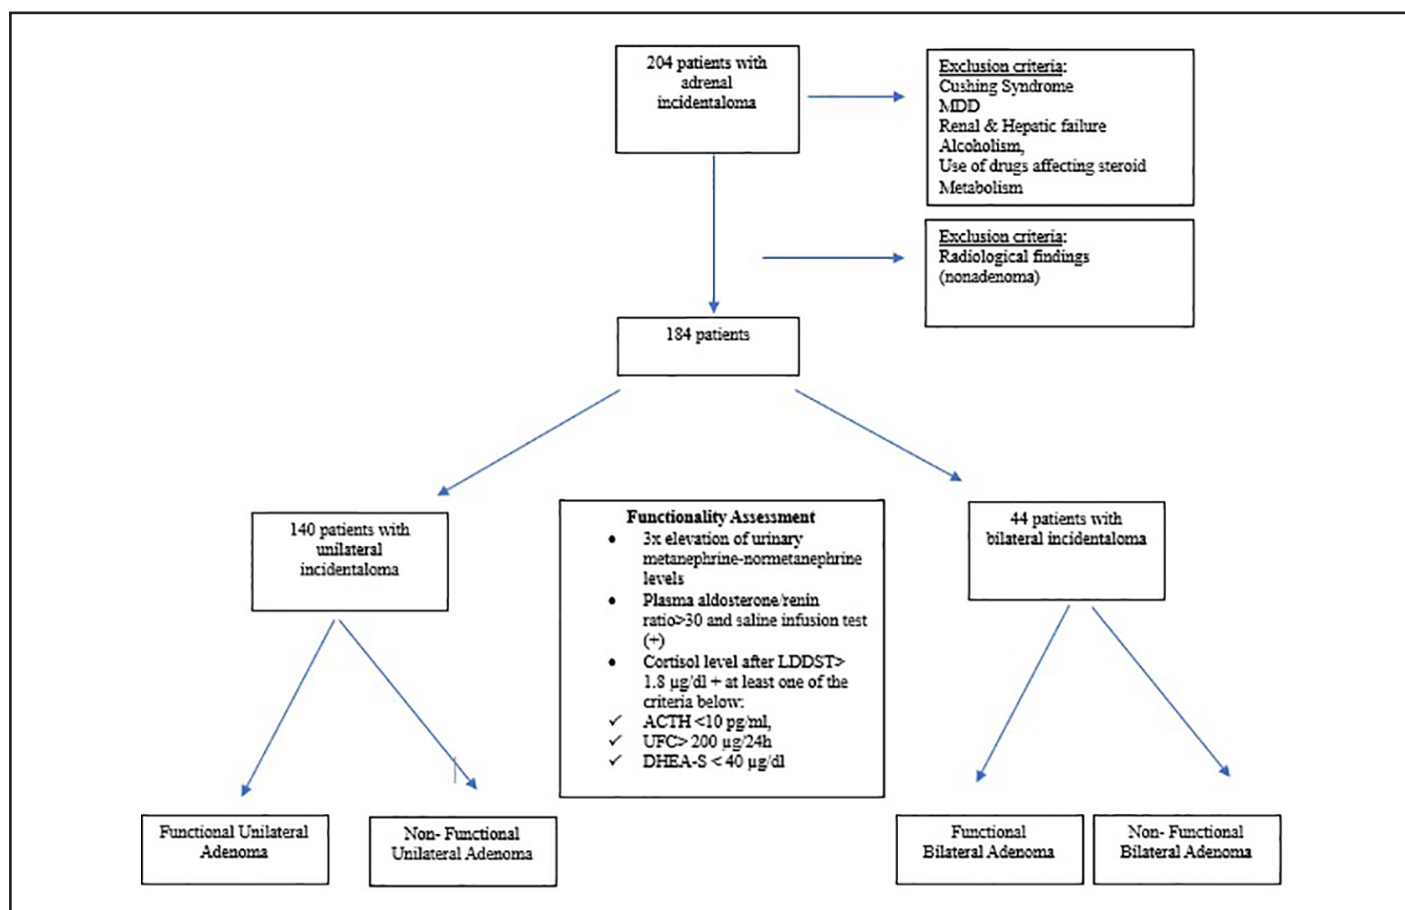 204 patients with
adrenal
incidentaloma
Exclusion criteria:
Cushing Syndrome
MDD
Renal & Hepatic failure
Alcoholism,
Use of drugs affecting steroid
Metabolism
Exclusion criteria:
Radiological findings
(nonadenoma)
184 patients
140 patients with
unilateral
incidentaloma
Functionality Assessment
• 3x elevation of urinary
metanephrine-normetanephrine
levels
• Plasma aldosterone/renin
ratio>30 and saline infusion test
(+)
• Cortisol level after LDDST>
1.8 µg/dl + at least one of the
criteria below:
✓ ACTH <10 pg/ml,
✓ UFC> 200 µg/24h
✓ DHEA-S < 40 µg/dl
44 patients with
bilateral incidentaloma
Functional Unilateral
Adenoma
Non- Functional
Unilateral Adenoma
Functional
Bilateral Adenoma
Non- Functional
Bilateral Adenoma